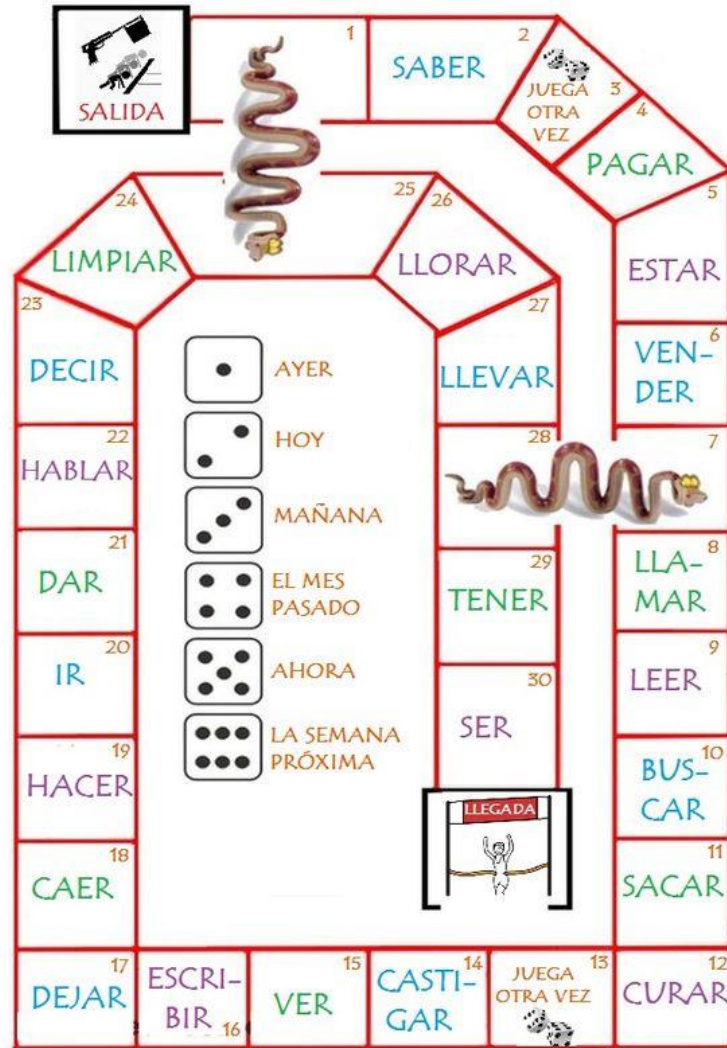 SALIDA
1
SABER
2
JUEGA
OTRA
VEZ
3
4
PAGAR
5
ESTAR
6
VEN-
DER
7
8
LLA-
MAR
9
LEER
10
BUS-
CAR
11
SACAR
12
CURAR
13
JUEGA
OTRA VEZ
14
CASTI-
GAR
15
VER
ESCRI-
BIR
16
17
DEJAR
18
CAER
19
HACER
20
IR
21
DAR
22
HABLAR
23
DECIR
24
LIMPIAR
25
26
LLORAR
27
LLEVAR
28
29
TENER
30
SER
LLEGADA
AYER
HOY
MAÑANA
EL MES
PASADO
AHORA
LA SEMANA
PRÓXIMA